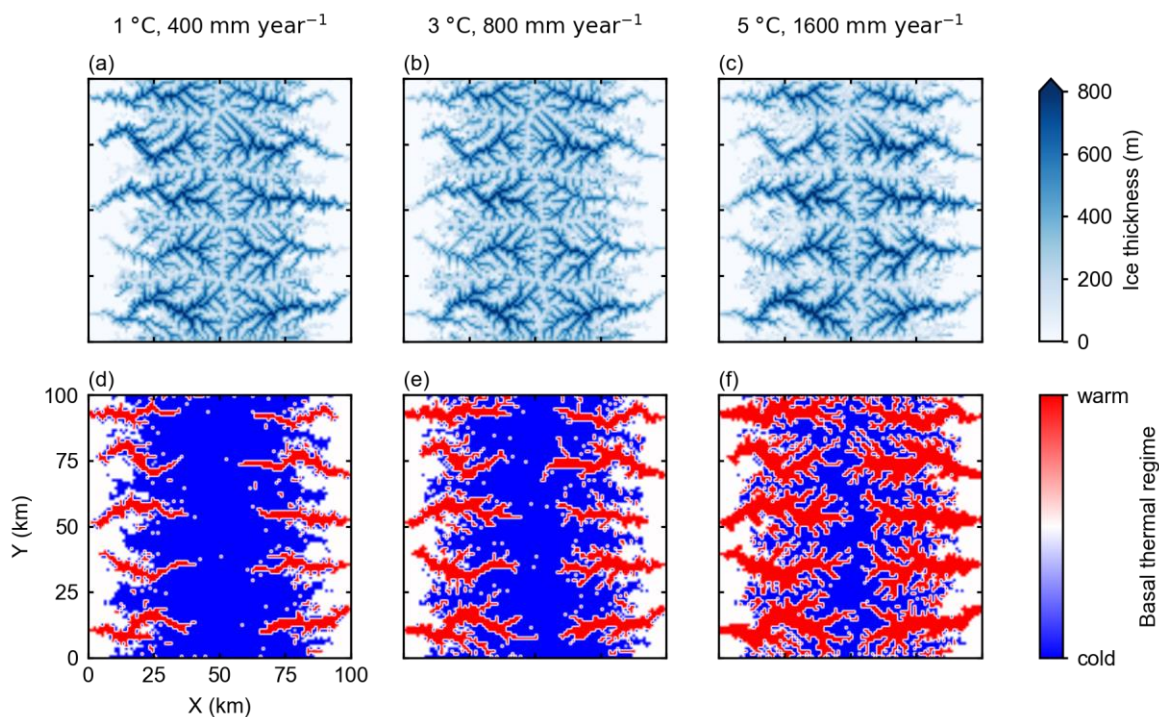 1 °C, 400 mm year⁻¹ 3 °C, 800 mm year⁻¹ 5 °C, 1600 mm year⁻¹
(a) (b) (c)
800
600
400
200
0
Ice thickness (m)
(d) (e) (f)
100
75
50
25
0
Y (km)
0 25 50 75 100
X (km)
warm
cold
Basal thermal regime